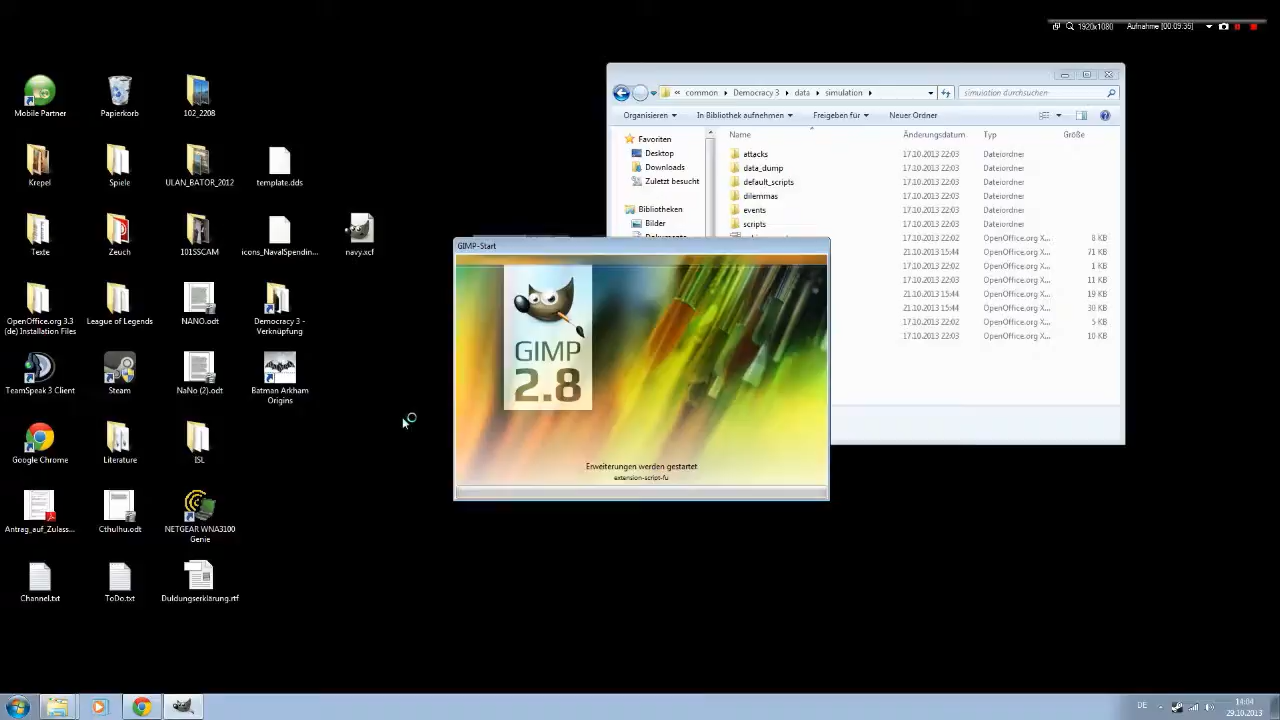 1920x1080
Aufnahme [00:09:35]
Mobile Partner
Papierkorb
102_2208
Krepel
Spiele
ULAN_BATOR_2012
template.dds
Texte
Zeuch
101SSCAM
icons_NavalSpendin...
navy.xcf
OpenOffice.org 3.3
(de) Installation Files
League of Legends
NANO.odt
Democracy 3 -
Verknüpfung
TeamSpeak 3 Client
Steam
NaNo (2).odt
Batman Arkham
Origins
Google Chrome
Literature
ISL
Antrag_auf_Zulass...
Cthulhu.odt
NETGEAR WNA3100
Genie
Channel.txt
ToDo.txt
Duldungserklärung.rtf
« common Democracy 3 data simulation
simulation durchsuchen
Organisieren
In Bibliothek aufnehmen
Freigeben für
Neuer Ordner
Favoriten
Desktop
Downloads
Zuletzt besucht
Bibliotheken
Bilder
Name Änderungsdatum Typ Größe
attacks 17.10.2013 22:03 Dateiordner
data_dump 17.10.2013 22:03 Dateiordner
default_scripts 17.10.2013 22:03 Dateiordner
dilemmas 17.10.2013 22:03 Dateiordner
events 17.10.2013 22:03 Dateiordner
scripts 17.10.2013 22:03 Dateiordner
17.10.2013 22:02 OpenOffice.org X... 8 KB
21.10.2013 15:44 OpenOffice.org X... 71 KB
17.10.2013 22:02 OpenOffice.org X... 1 KB
17.10.2013 22:03 OpenOffice.org X... 11 KB
21.10.2013 15:44 OpenOffice.org X... 19 KB
21.10.2013 15:44 OpenOffice.org X... 30 KB
17.10.2013 22:02 OpenOffice.org X... 5 KB
17.10.2013 22:03 OpenOffice.org X... 10 KB
GIMP-Start
GIMP
2.8
Erweiterungen werden gestartet
extension-script-fu
DE
14:04
29.10.2013